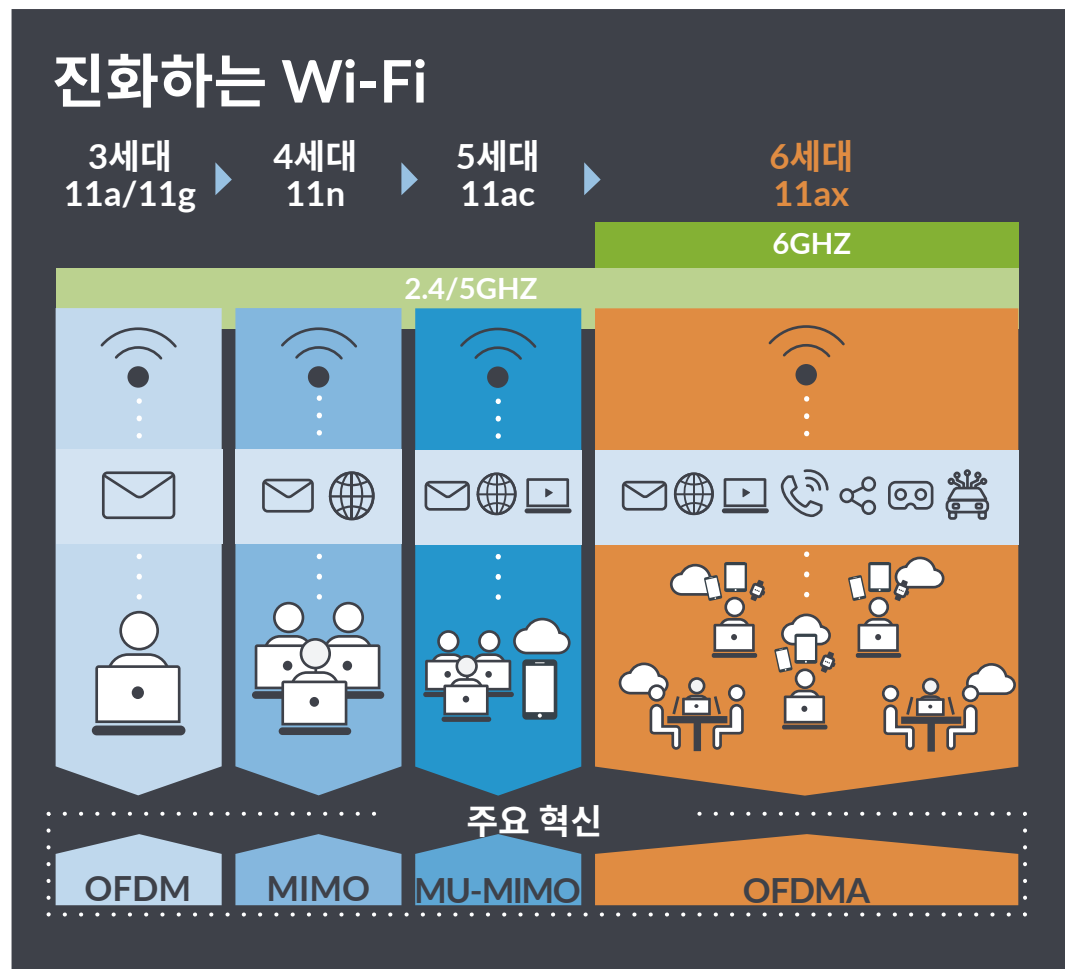 진화하는 Wi-Fi
3세대
11a/11g
4세대
11n
5세대
11ac
6세대
11ax
6GHZ
2.4/5GHZ
주요 혁신
OFDM
MIMO
MU-MIMO
OFDMA